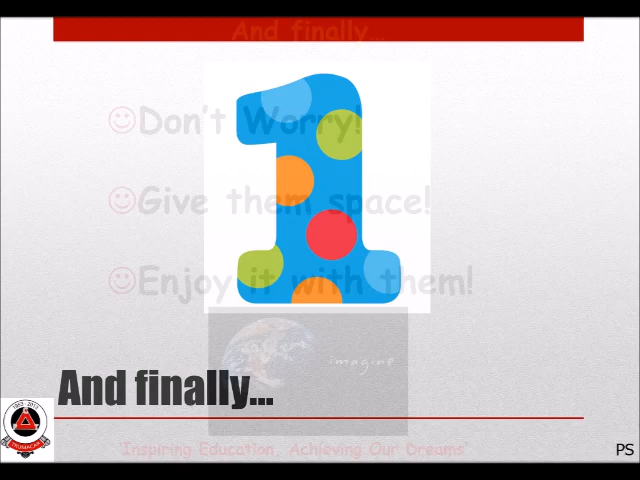 And finally...
1
Don't Worry!
Give them space!
Enjoy it with them!
imagine
And finally...
Inspiring Education, Achieving Our Dreams
PS